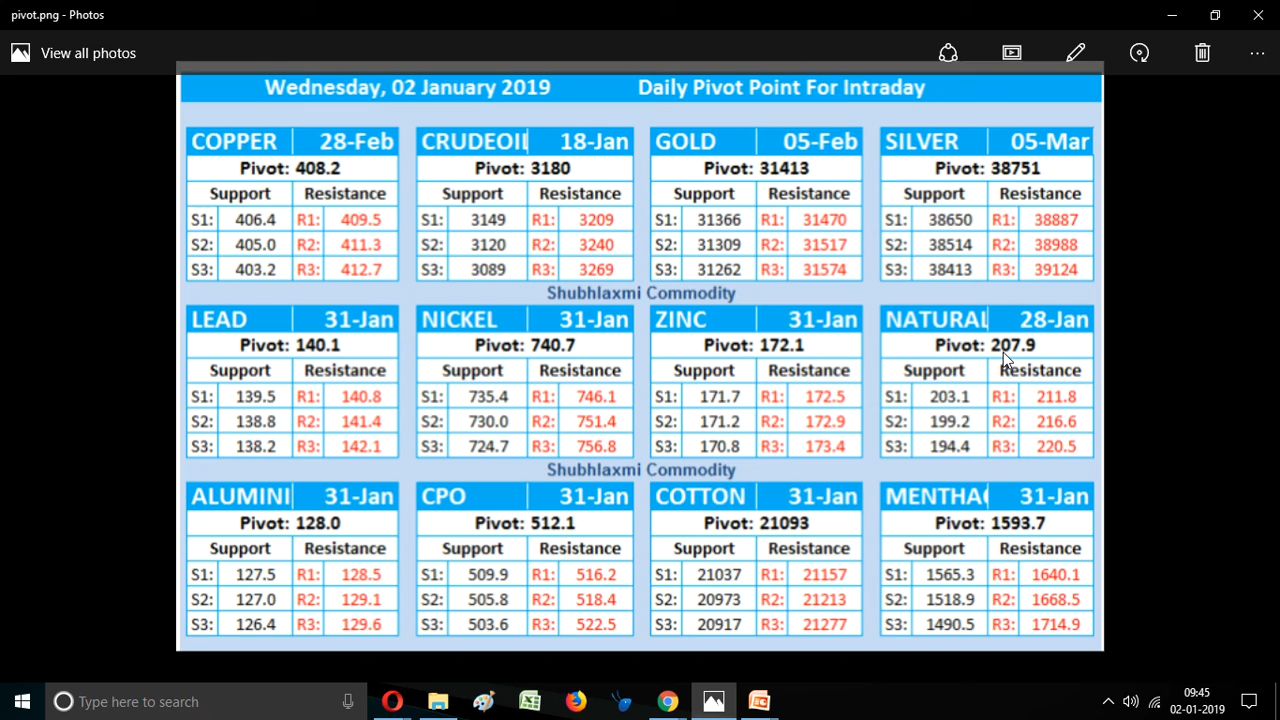 pivot.png - Photos
View all photos
Wednesday, 02 January 2019 Daily Pivot Point For Intraday
COPPER 28-Feb CRUDEOIL 18-Jan GOLD 05-Feb SILVER 05-Mar
Pivot: 408.2 Pivot: 3180 Pivot: 31413 Pivot: 38751
Support Resistance Support Resistance Support Resistance Support Resistance
S1: 406.4 R1: 409.5 S1: 3149 R1: 3209 S1: 31366 R1: 31470 S1: 38650 R1: 38887
S2: 405.0 R2: 411.3 S2: 3120 R2: 3240 S2: 31309 R2: 31517 S2: 38514 R2: 38988
S3: 403.2 R3: 412.7 S3: 3089 R3: 3269 S3: 31262 R3: 31574 S3: 38413 R3: 39124
Shubhlaxmi Commodity
LEAD 31-Jan NICKEL 31-Jan ZINC 31-Jan NATURAL 28-Jan
Pivot: 140.1 Pivot: 740.7 Pivot: 172.1 Pivot: 207.9
Support Resistance Support Resistance Support Resistance Support Resistance
S1: 139.5 R1: 140.8 S1: 735.4 R1: 746.1 S1: 171.7 R1: 172.5 S1: 203.1 R1: 211.8
S2: 138.8 R2: 141.4 S2: 730.0 R2: 751.4 S2: 171.2 R2: 172.9 S2: 199.2 R2: 216.6
S3: 138.2 R3: 142.1 S3: 724.7 R3: 756.8 S3: 170.8 R3: 173.4 S3: 194.4 R3: 220.5
Shubhlaxmi Commodity
ALUMINI 31-Jan CPO 31-Jan COTTON 31-Jan MENTHA 31-Jan
Pivot: 128.0 Pivot: 512.1 Pivot: 21093 Pivot: 1593.7
Support Resistance Support Resistance Support Resistance Support Resistance
S1: 127.5 R1: 128.5 S1: 509.9 R1: 516.2 S1: 21037 R1: 21157 S1: 1565.3 R1: 1640.1
S2: 127.0 R2: 129.1 S2: 505.8 R2: 518.4 S2: 20973 R2: 21213 S2: 1518.9 R2: 1668.5
S3: 126.4 R3: 129.6 S3: 503.6 R3: 522.5 S3: 20917 R3: 21277 S3: 1490.5 R3: 1714.9
Type here to search
09:45
02-01-2019